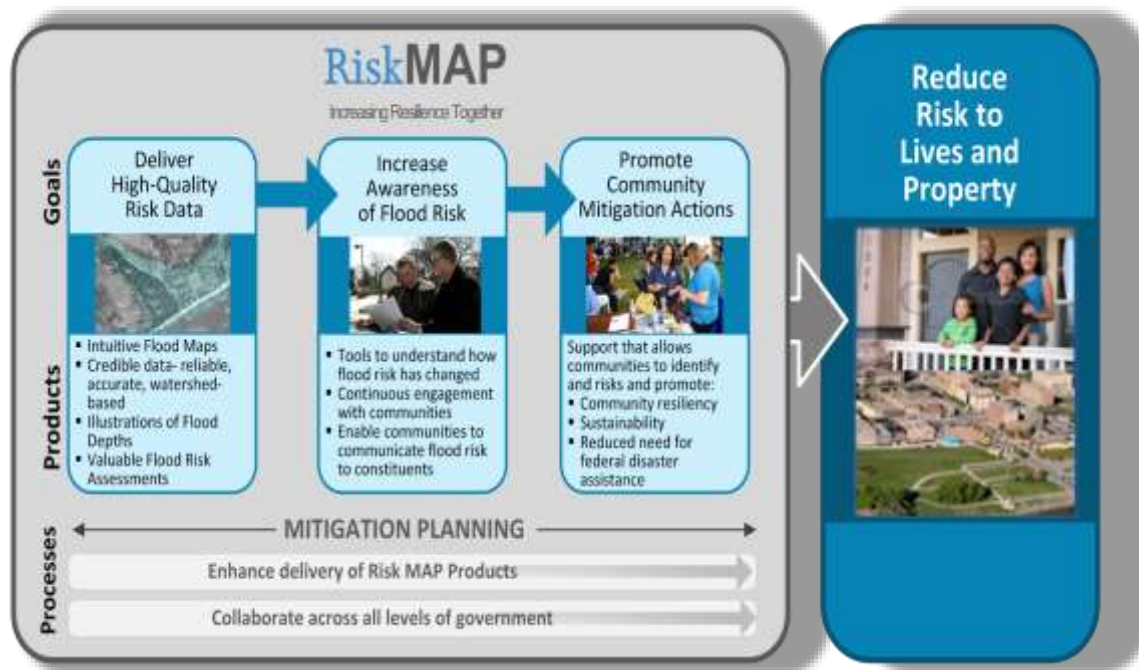 RiskMAP
Increasing Resilience Together
Goals
Deliver
High-Quality
Risk Data
Increase
Awareness
of Flood Risk
Promote
Community
Mitigation Actions
Products
▪ Intuitive Flood Maps
▪ Credible data- reliable,
accurate, watershed-
based
▪ Illustrations of Flood
Depths
▪ Valuable Flood Risk
Assessments
▪ Tools to understand how
flood risk has changed
▪ Continuous engagement
with communities
▪ Enable communities to
communicate flood risk
to constituents
Support that allows
communities to identify
and risks and promote:
▪ Community resiliency
▪ Sustainability
▪ Reduced need for
federal disaster
assistance
Processes
MITIGATION PLANNING
Enhance delivery of Risk MAP Products
Collaborate across all levels of government
Reduce
Risk to
Lives and
Property